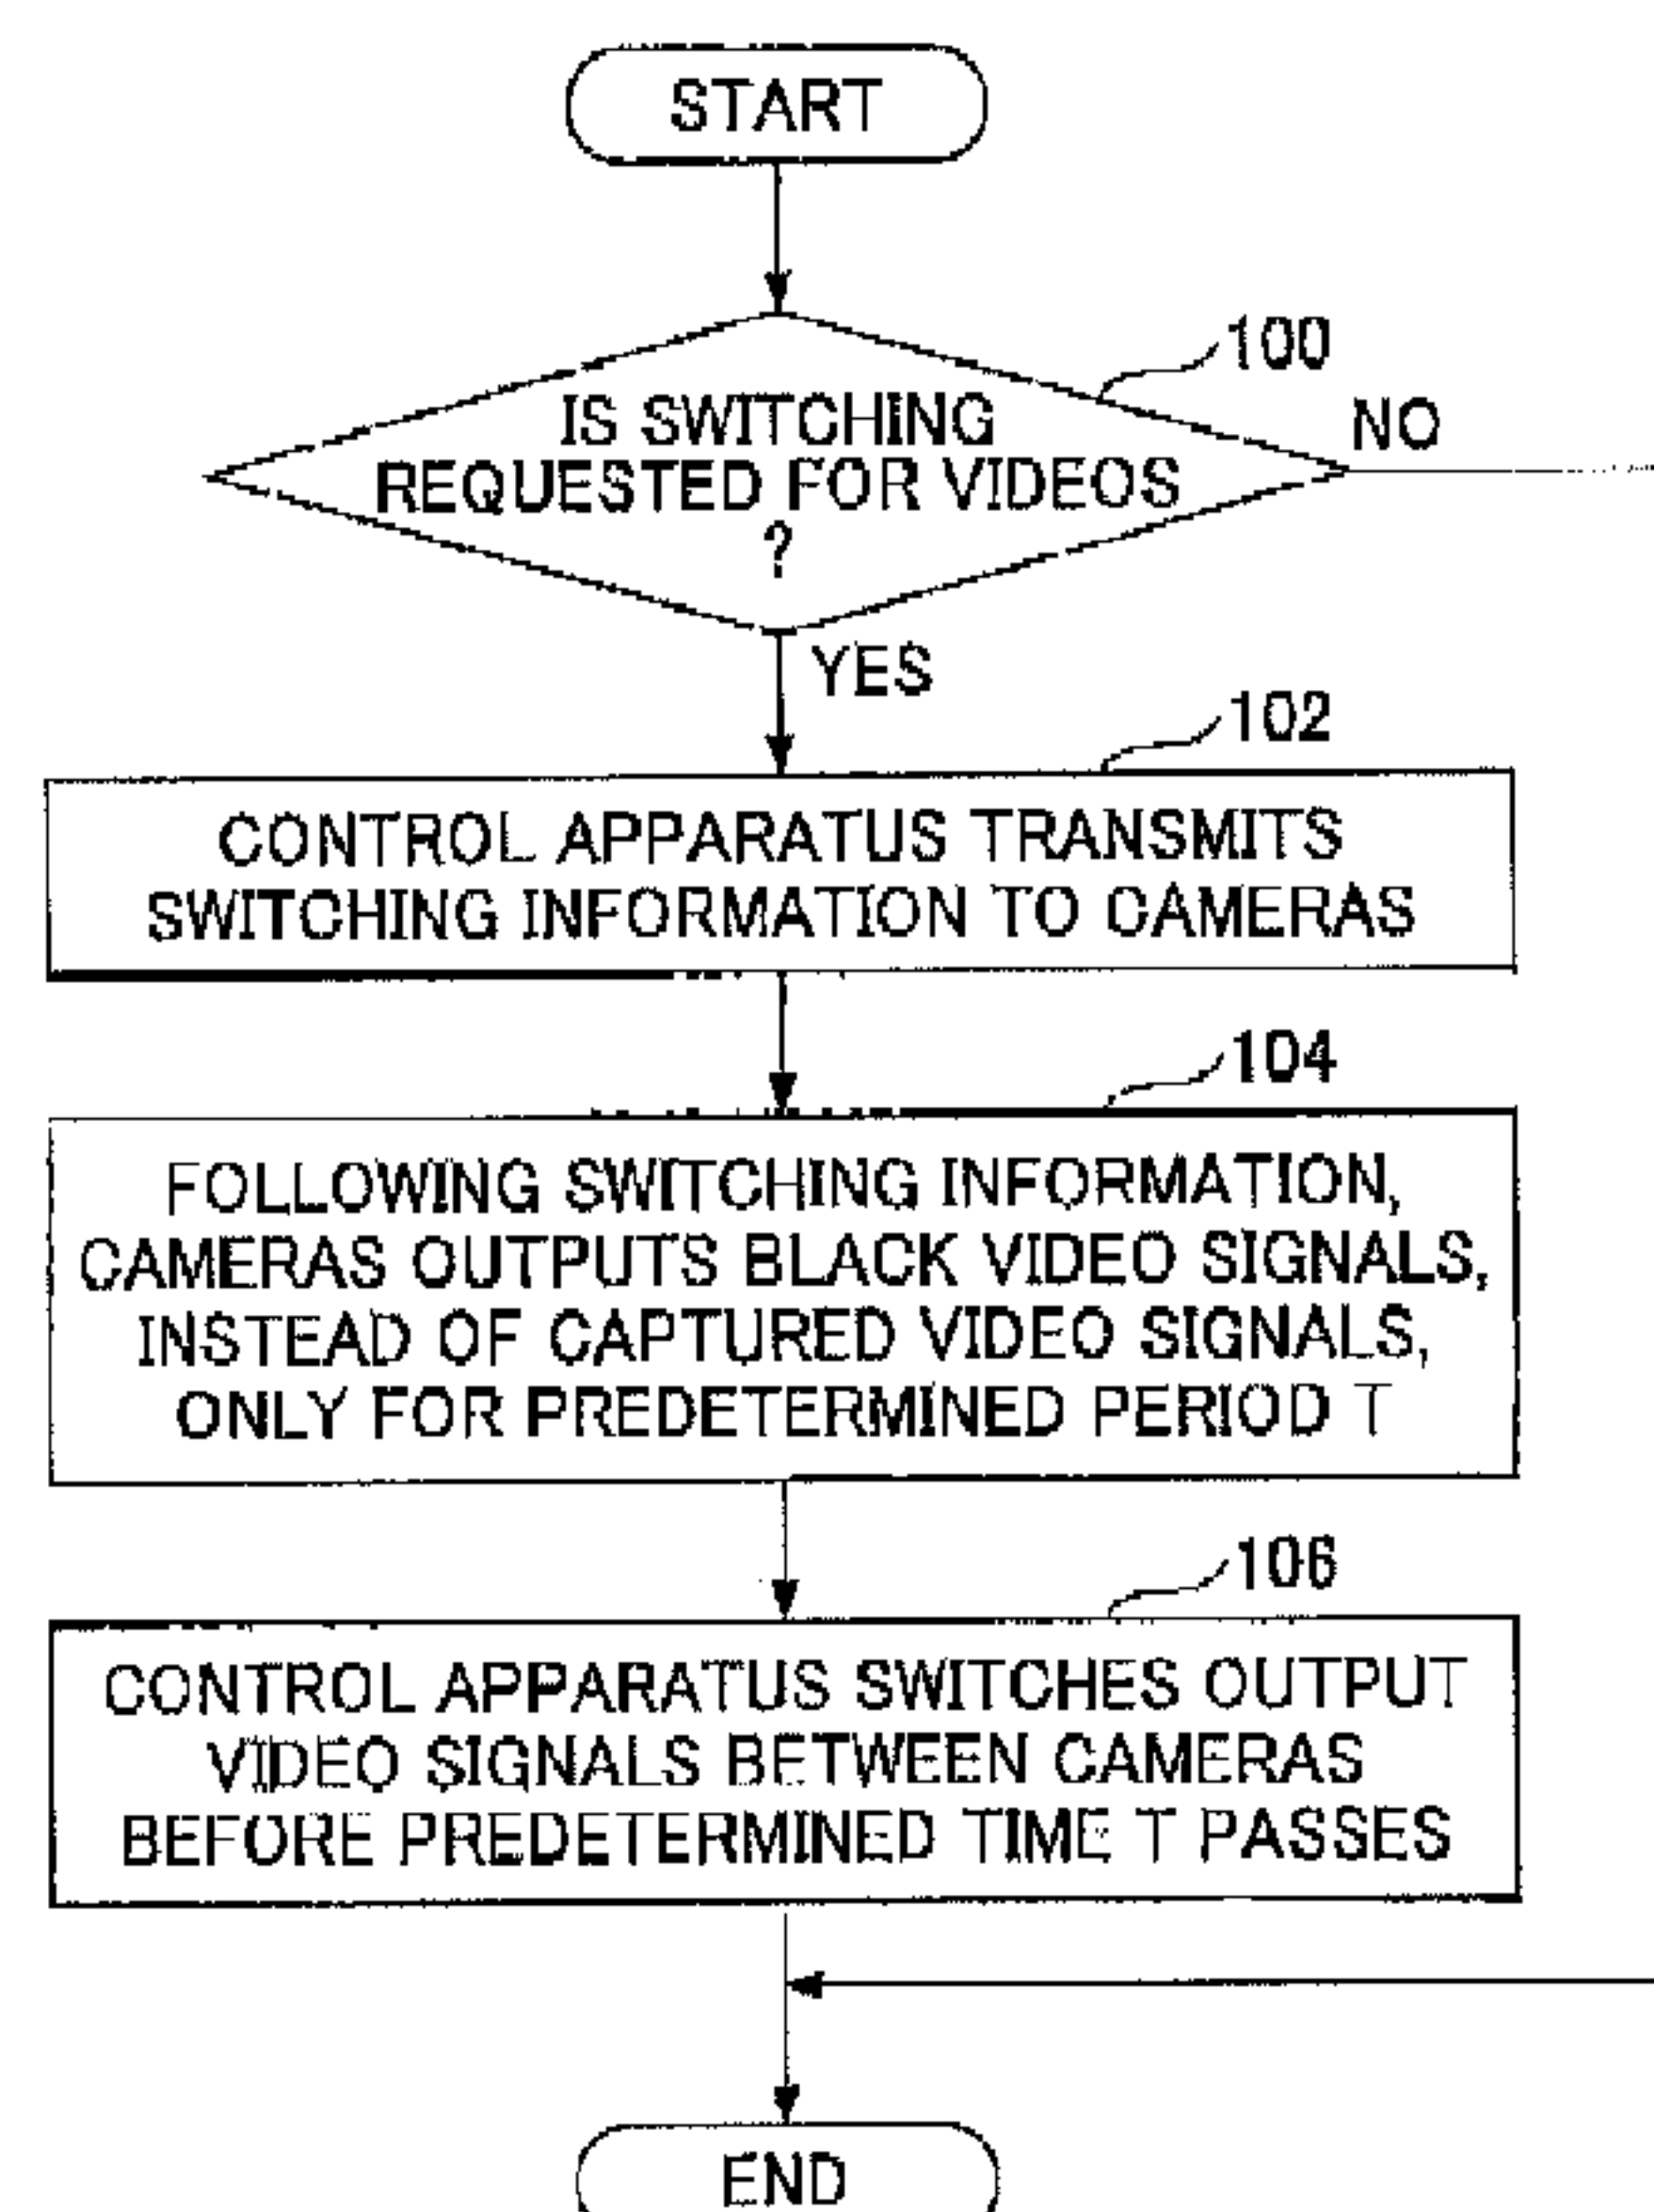 START
100
IS SWITCHING
REQUESTED FOR VIDEOS
?
NO
YES
102
CONTROL APPARATUS TRANSMITS
SWITCHING INFORMATION TO CAMERAS
104
FOLLOWING SWITCHING INFORMATION,
CAMERAS OUTPUTS BLACK VIDEO SIGNALS,
INSTEAD OF CAPTURED VIDEO SIGNALS,
ONLY FOR PREDETERMINED PERIOD T
106
CONTROL APPARATUS SWITCHES OUTPUT
VIDEO SIGNALS BETWEEN CAMERAS
BEFORE PREDETERMINED TIME T PASSES
END